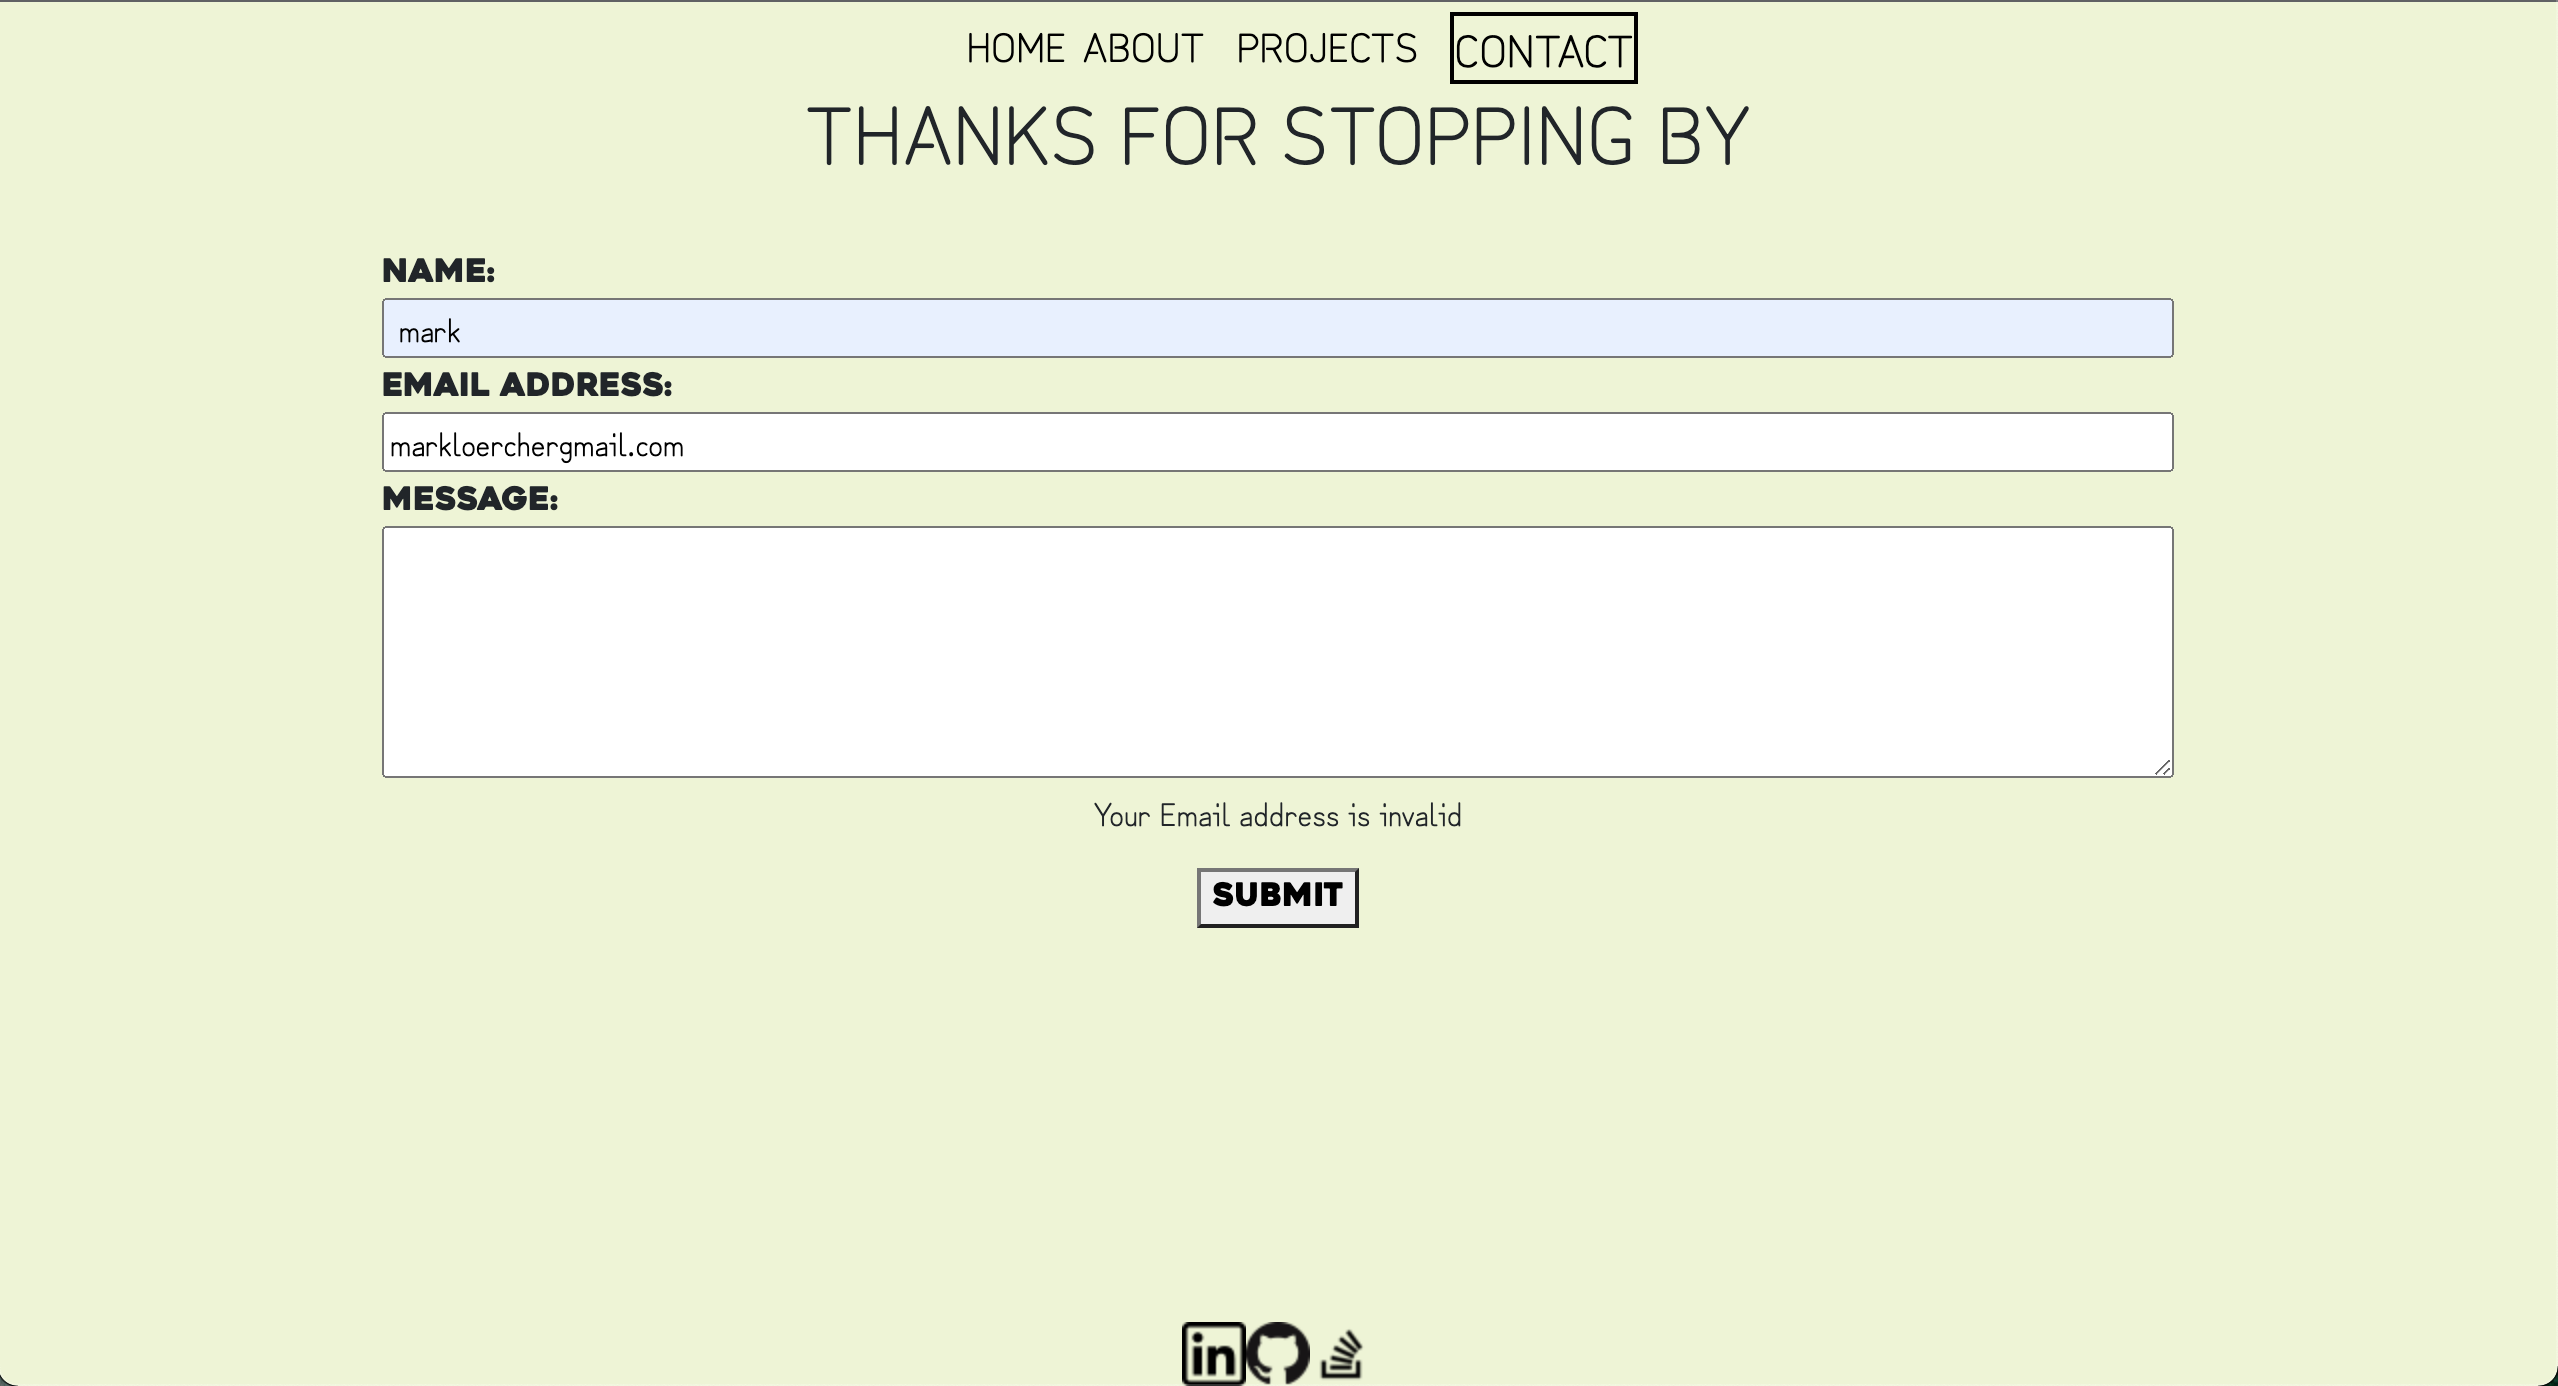 HOME ABOUT PROJECTS CONTACT
THANKS FOR STOPPING BY
NAME:
mark
EMAIL ADDRESS:
markloerchergmail.com
MESSAGE:
Your Email address is invalid
SUBMIT
in